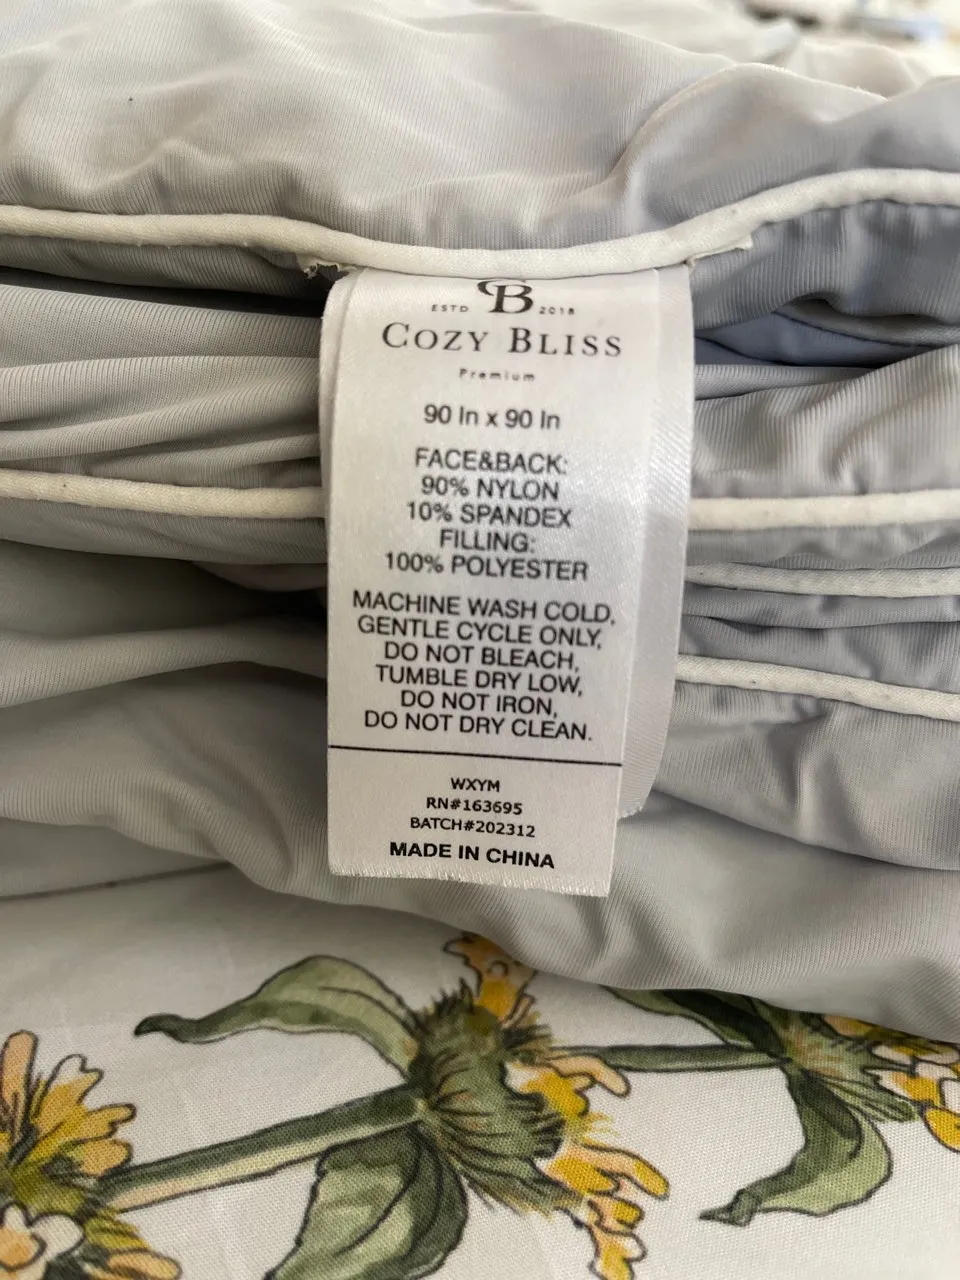 CB
ESTD 2018
COZY BLISS
Premium
90 In x 90 In
FACE&BACK:
90% NYLON
10% SPANDEX
FILLING:
100% POLYESTER
MACHINE WASH COLD,
GENTLE CYCLE ONLY,
DO NOT BLEACH,
TUMBLE DRY LOW,
DO NOT IRON,
DO NOT DRY CLEAN.
WXYM
RN#163695
BATCH#202312
MADE IN CHINA